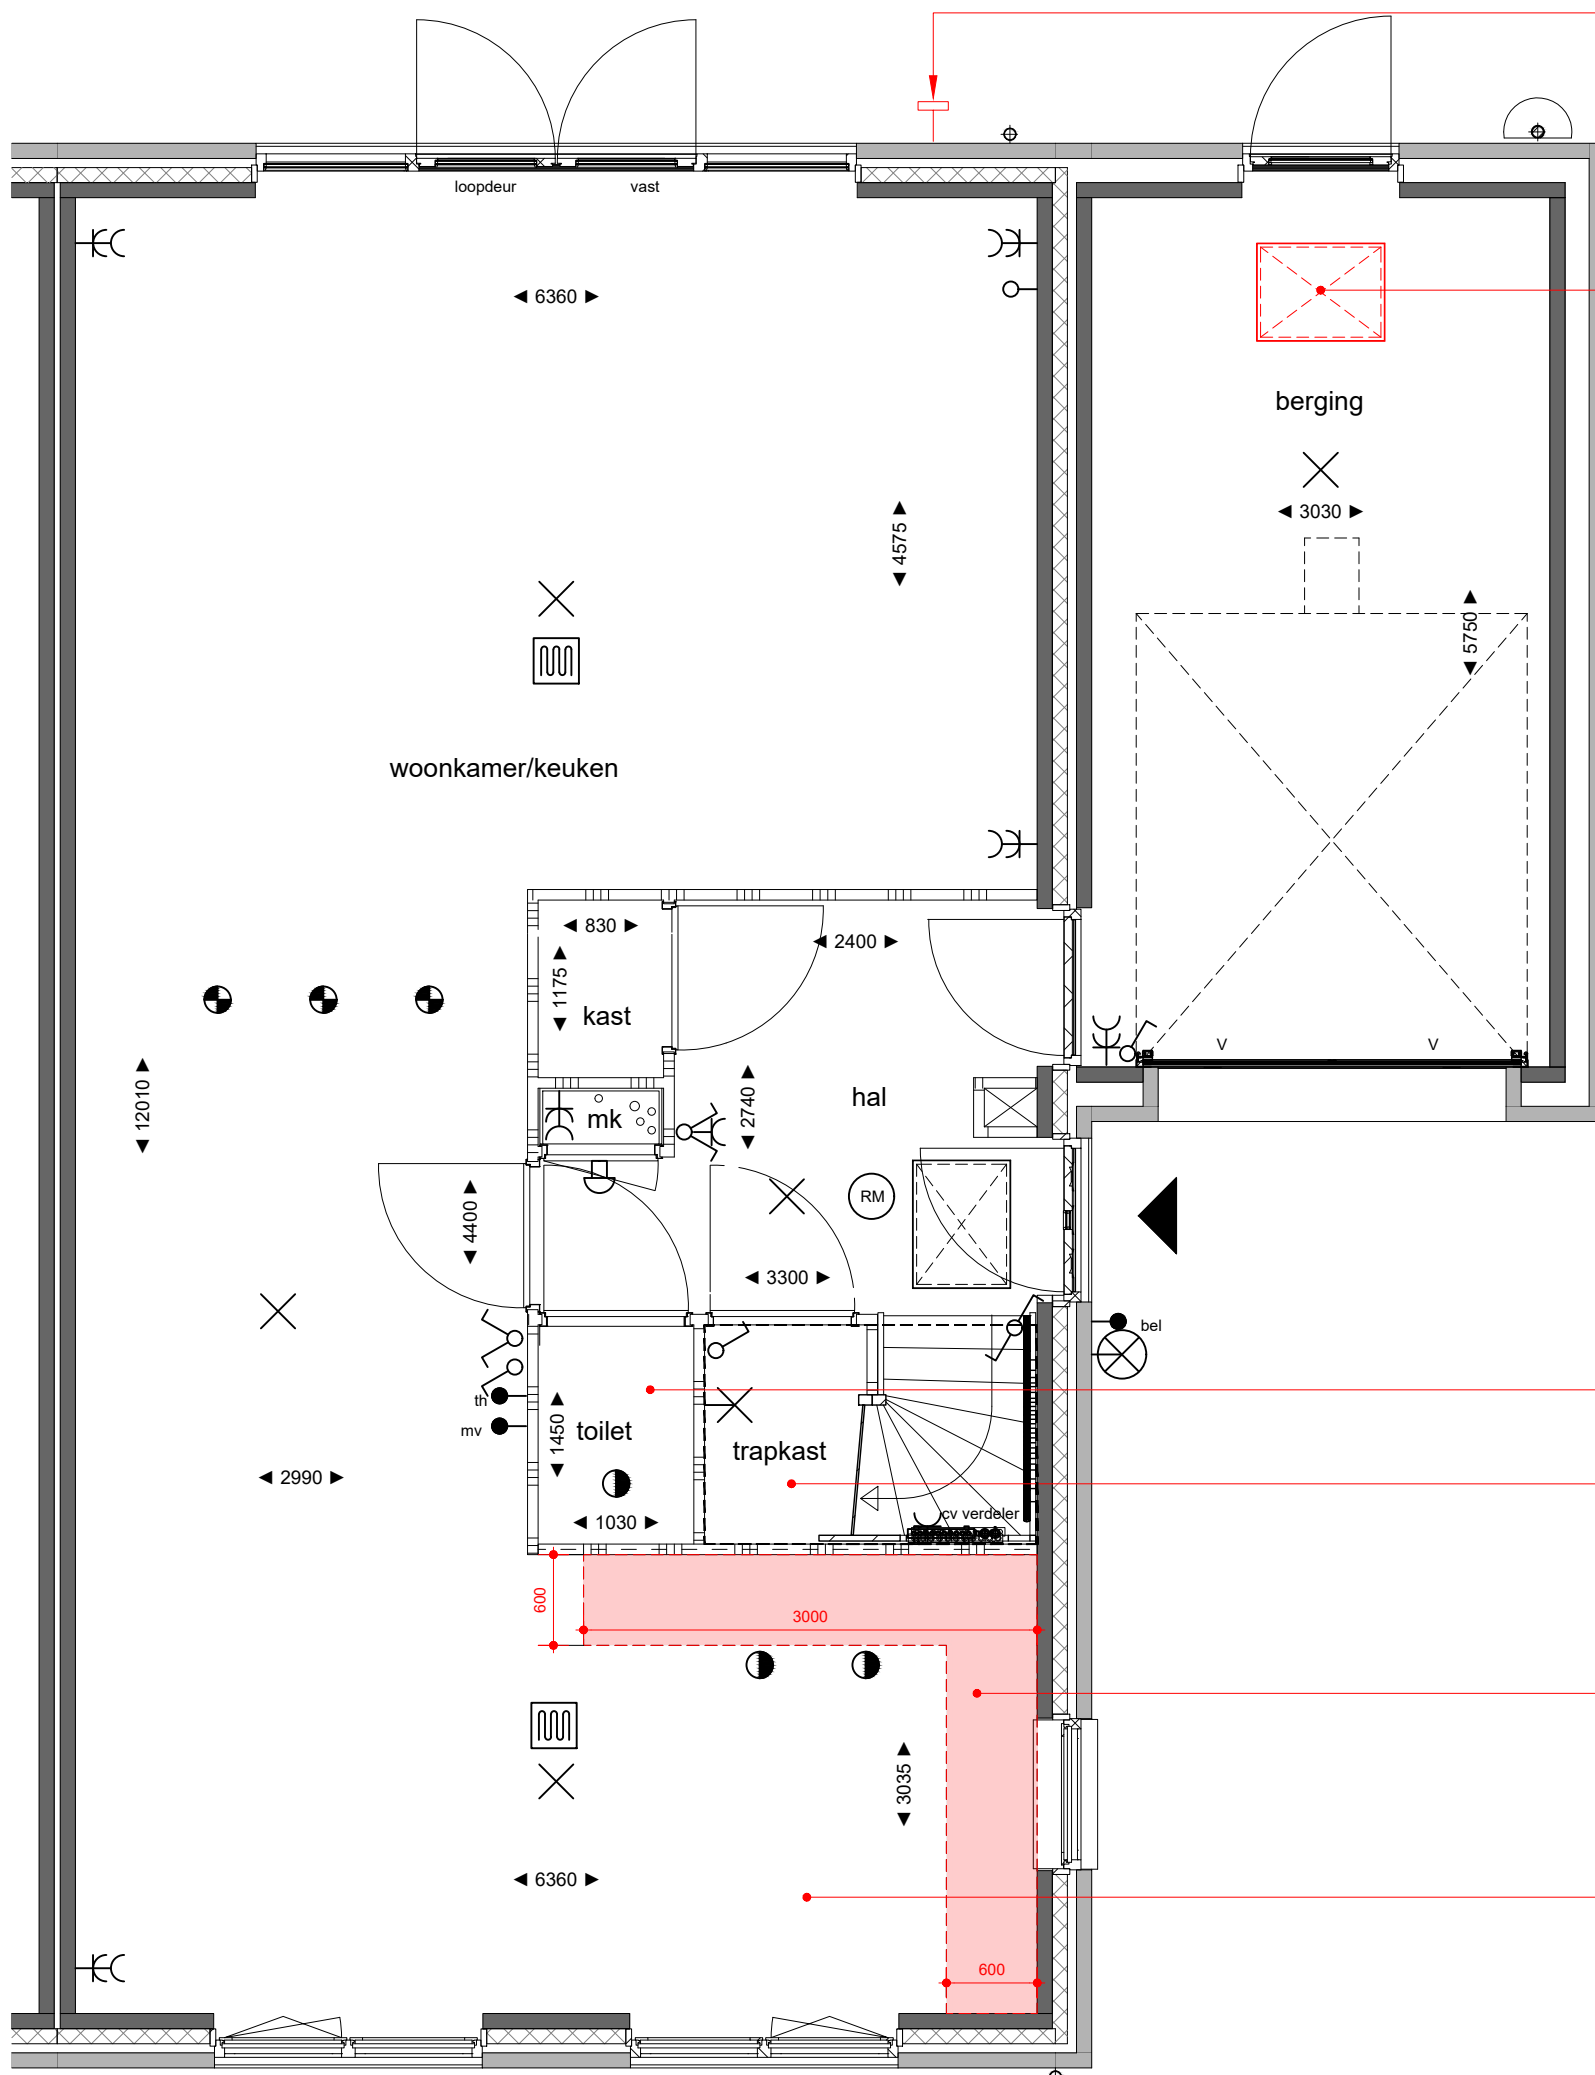 loopdeur
vast
◄ 6360 ►
berging
◄ 3030 ►
◄ 4575 ►
◄ 5750 ►
woonkamer/keuken
◄ 830 ►
◄ 2400 ►
◄ 1175 ►
kast
V
V
◄ 12010 ►
◄ 2740 ►
hal
mk
◄ 4400 ►
RM
◄ 3300 ►
bel
th
mv
◄ 1450 ►
toilet
trapkast
◄ 2990 ►
◄ 1030 ►
cv verdeler
600
3000
◄ 3035 ►
◄ 6360 ►
600